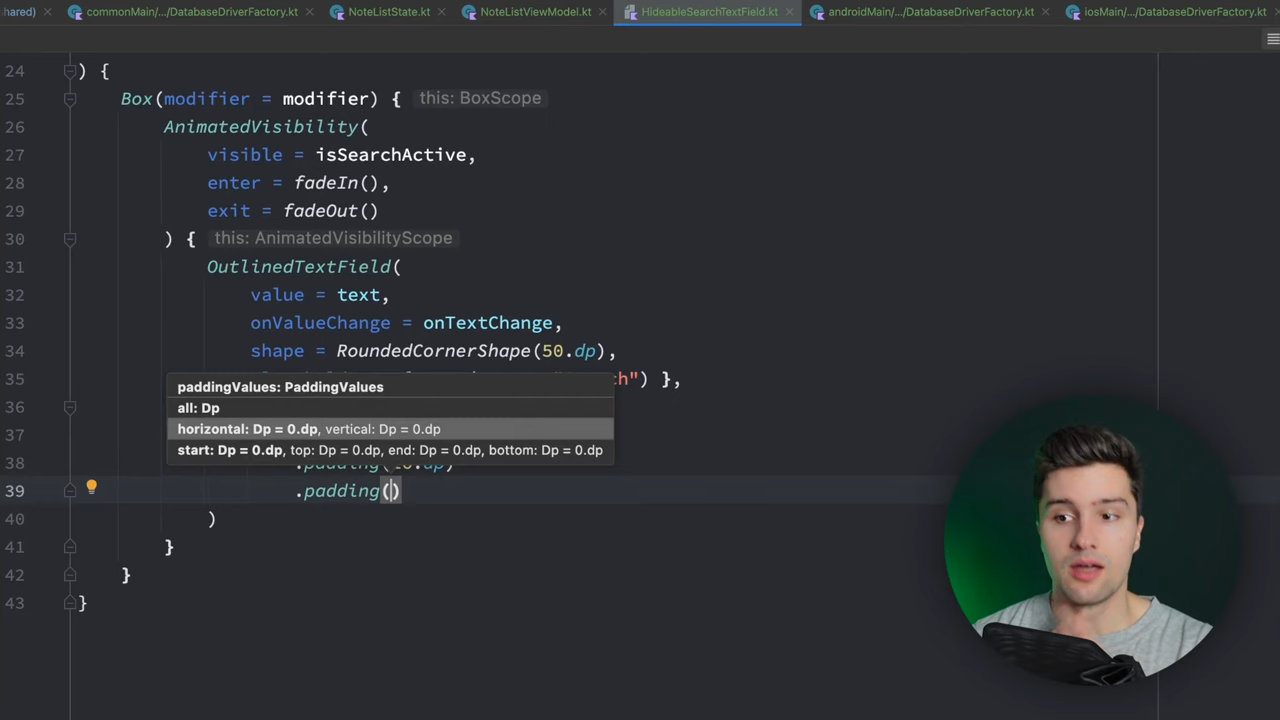 shared) commonMain/.../DatabaseDriverFactory.kt NoteListState.kt NoteListViewModel.kt HideableSearchTextField.kt androidMain/.../DatabaseDriverFactory.kt iosMain/.../DatabaseDriverFactory.kt
24 ) {
25 Box(modifier = modifier) { this: BoxScope
26 AnimatedVisibility(
27 visible = isSearchActive,
28 enter = fadeIn(),
29 exit = fadeOut()
30 ) { this: AnimatedVisibilityScope
31 OutlinedTextField(
32 value = text,
33 onValueChange = onTextChange,
34 shape = RoundedCornerShape(50.dp),
35 ") },
paddingValues: PaddingValues
36 all: Dp
37 horizontal: Dp = 0.dp, vertical: Dp = 0.dp
start: Dp = 0.dp, top: Dp = 0.dp, end: Dp = 0.dp, bottom: Dp = 0.dp
38 .padding( .dp)
39 .padding()
40 )
41 }
42 }
43 }